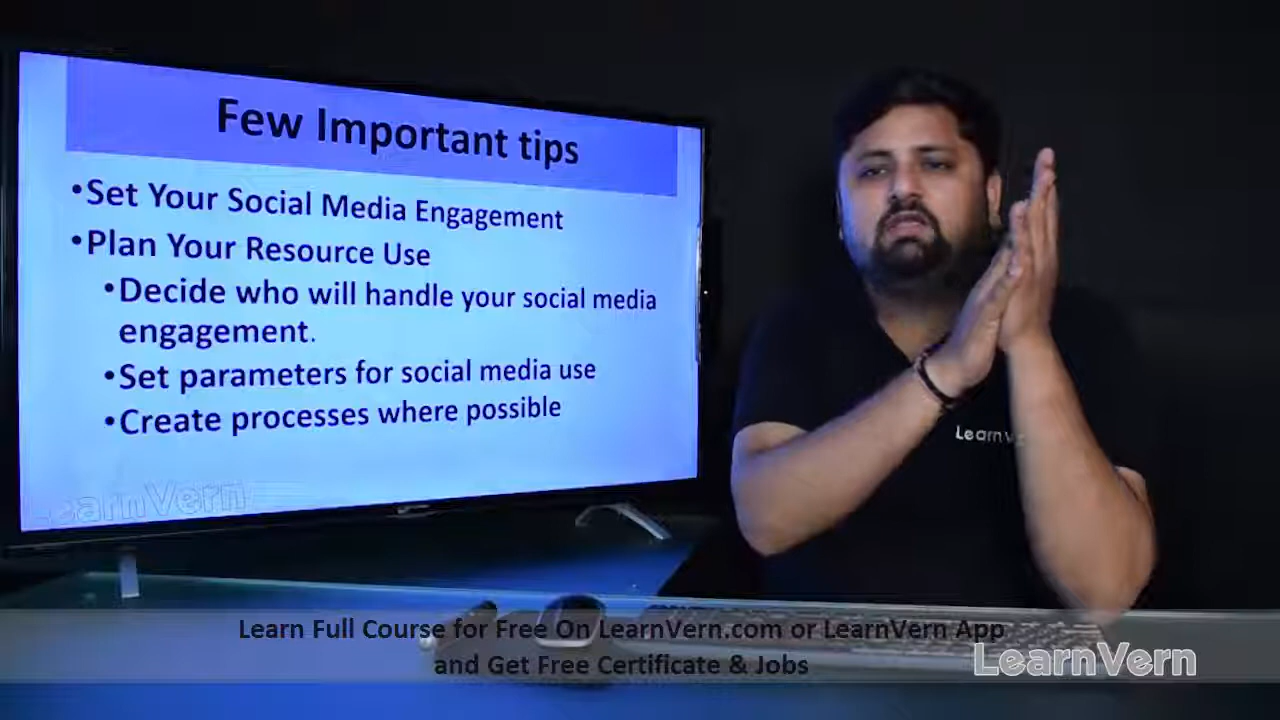 Few Important tips
•Set Your Social Media Engagement
•Plan Your Resource Use
•Decide who will handle your social media
engagement.
•Set parameters for social media use
•Create processes where possible
LearnVern
LearnV
Learn Full Course for Free On LearnVern.com or LearnVern App
and Get Free Certificate & Jobs
LearnVern